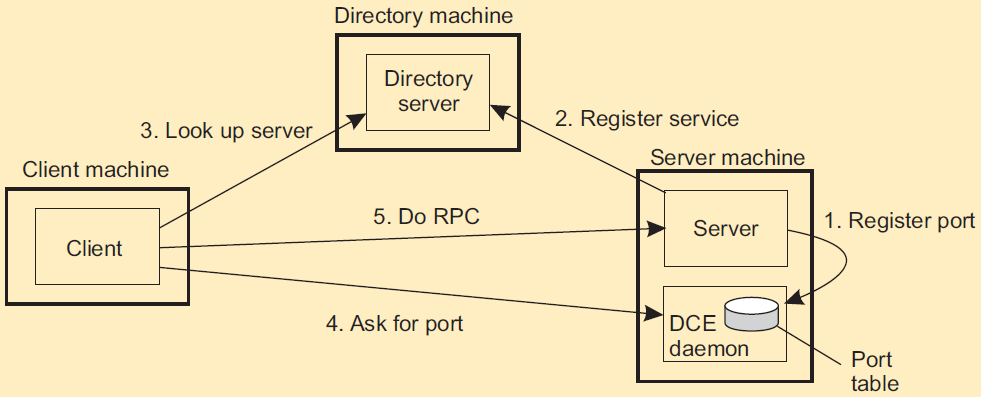 Directory machine
Directory
server
3. Look up server
2. Register service
Client machine
Server machine
Client
5. Do RPC
Server
1. Register port
4. Ask for port
DCE
daemon
Port
table